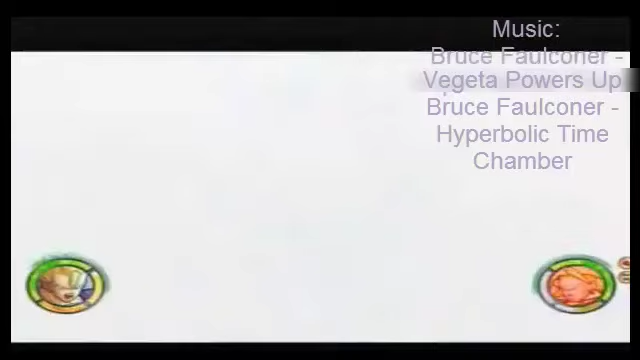 Music:
Bruce Faulconer -
Vegeta Powers Up
Bruce Faulconer -
Hyperbolic Time
Chamber